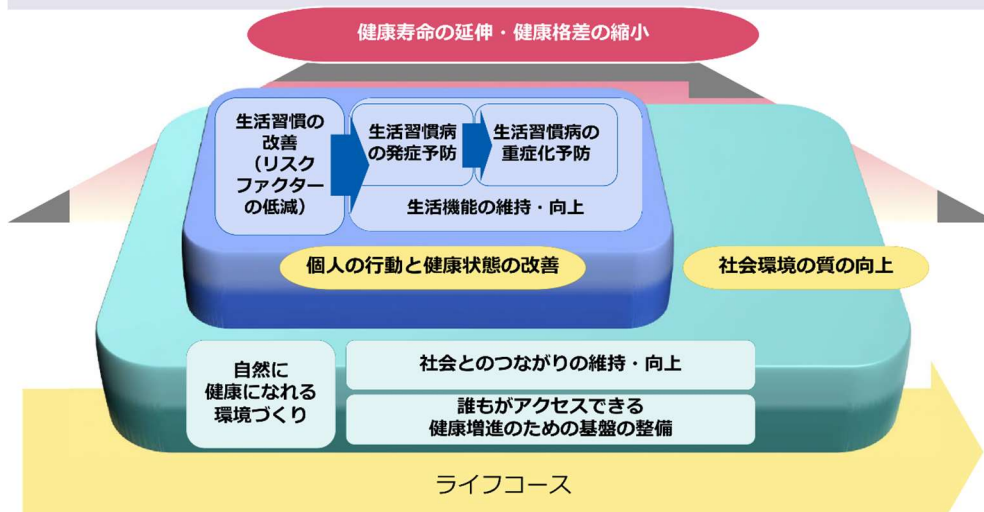 健康寿命の延伸・健康格差の縮小
生活習慣の
改善
（リスク
ファクター
の低減）
生活習慣病
の発症予防
生活習慣病の
重症化予防
生活機能の維持・向上
個人の行動と健康状態の改善
社会環境の質の向上
自然に
健康になれる
環境づくり
社会とのつながりの維持・向上
誰もがアクセスできる
健康増進のための基盤の整備
ライフコース